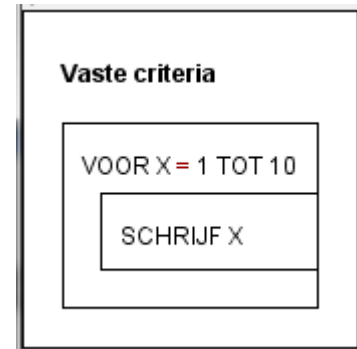 Vaste criteria
VOOR X = 1 TOT 10
SCHRIJF X